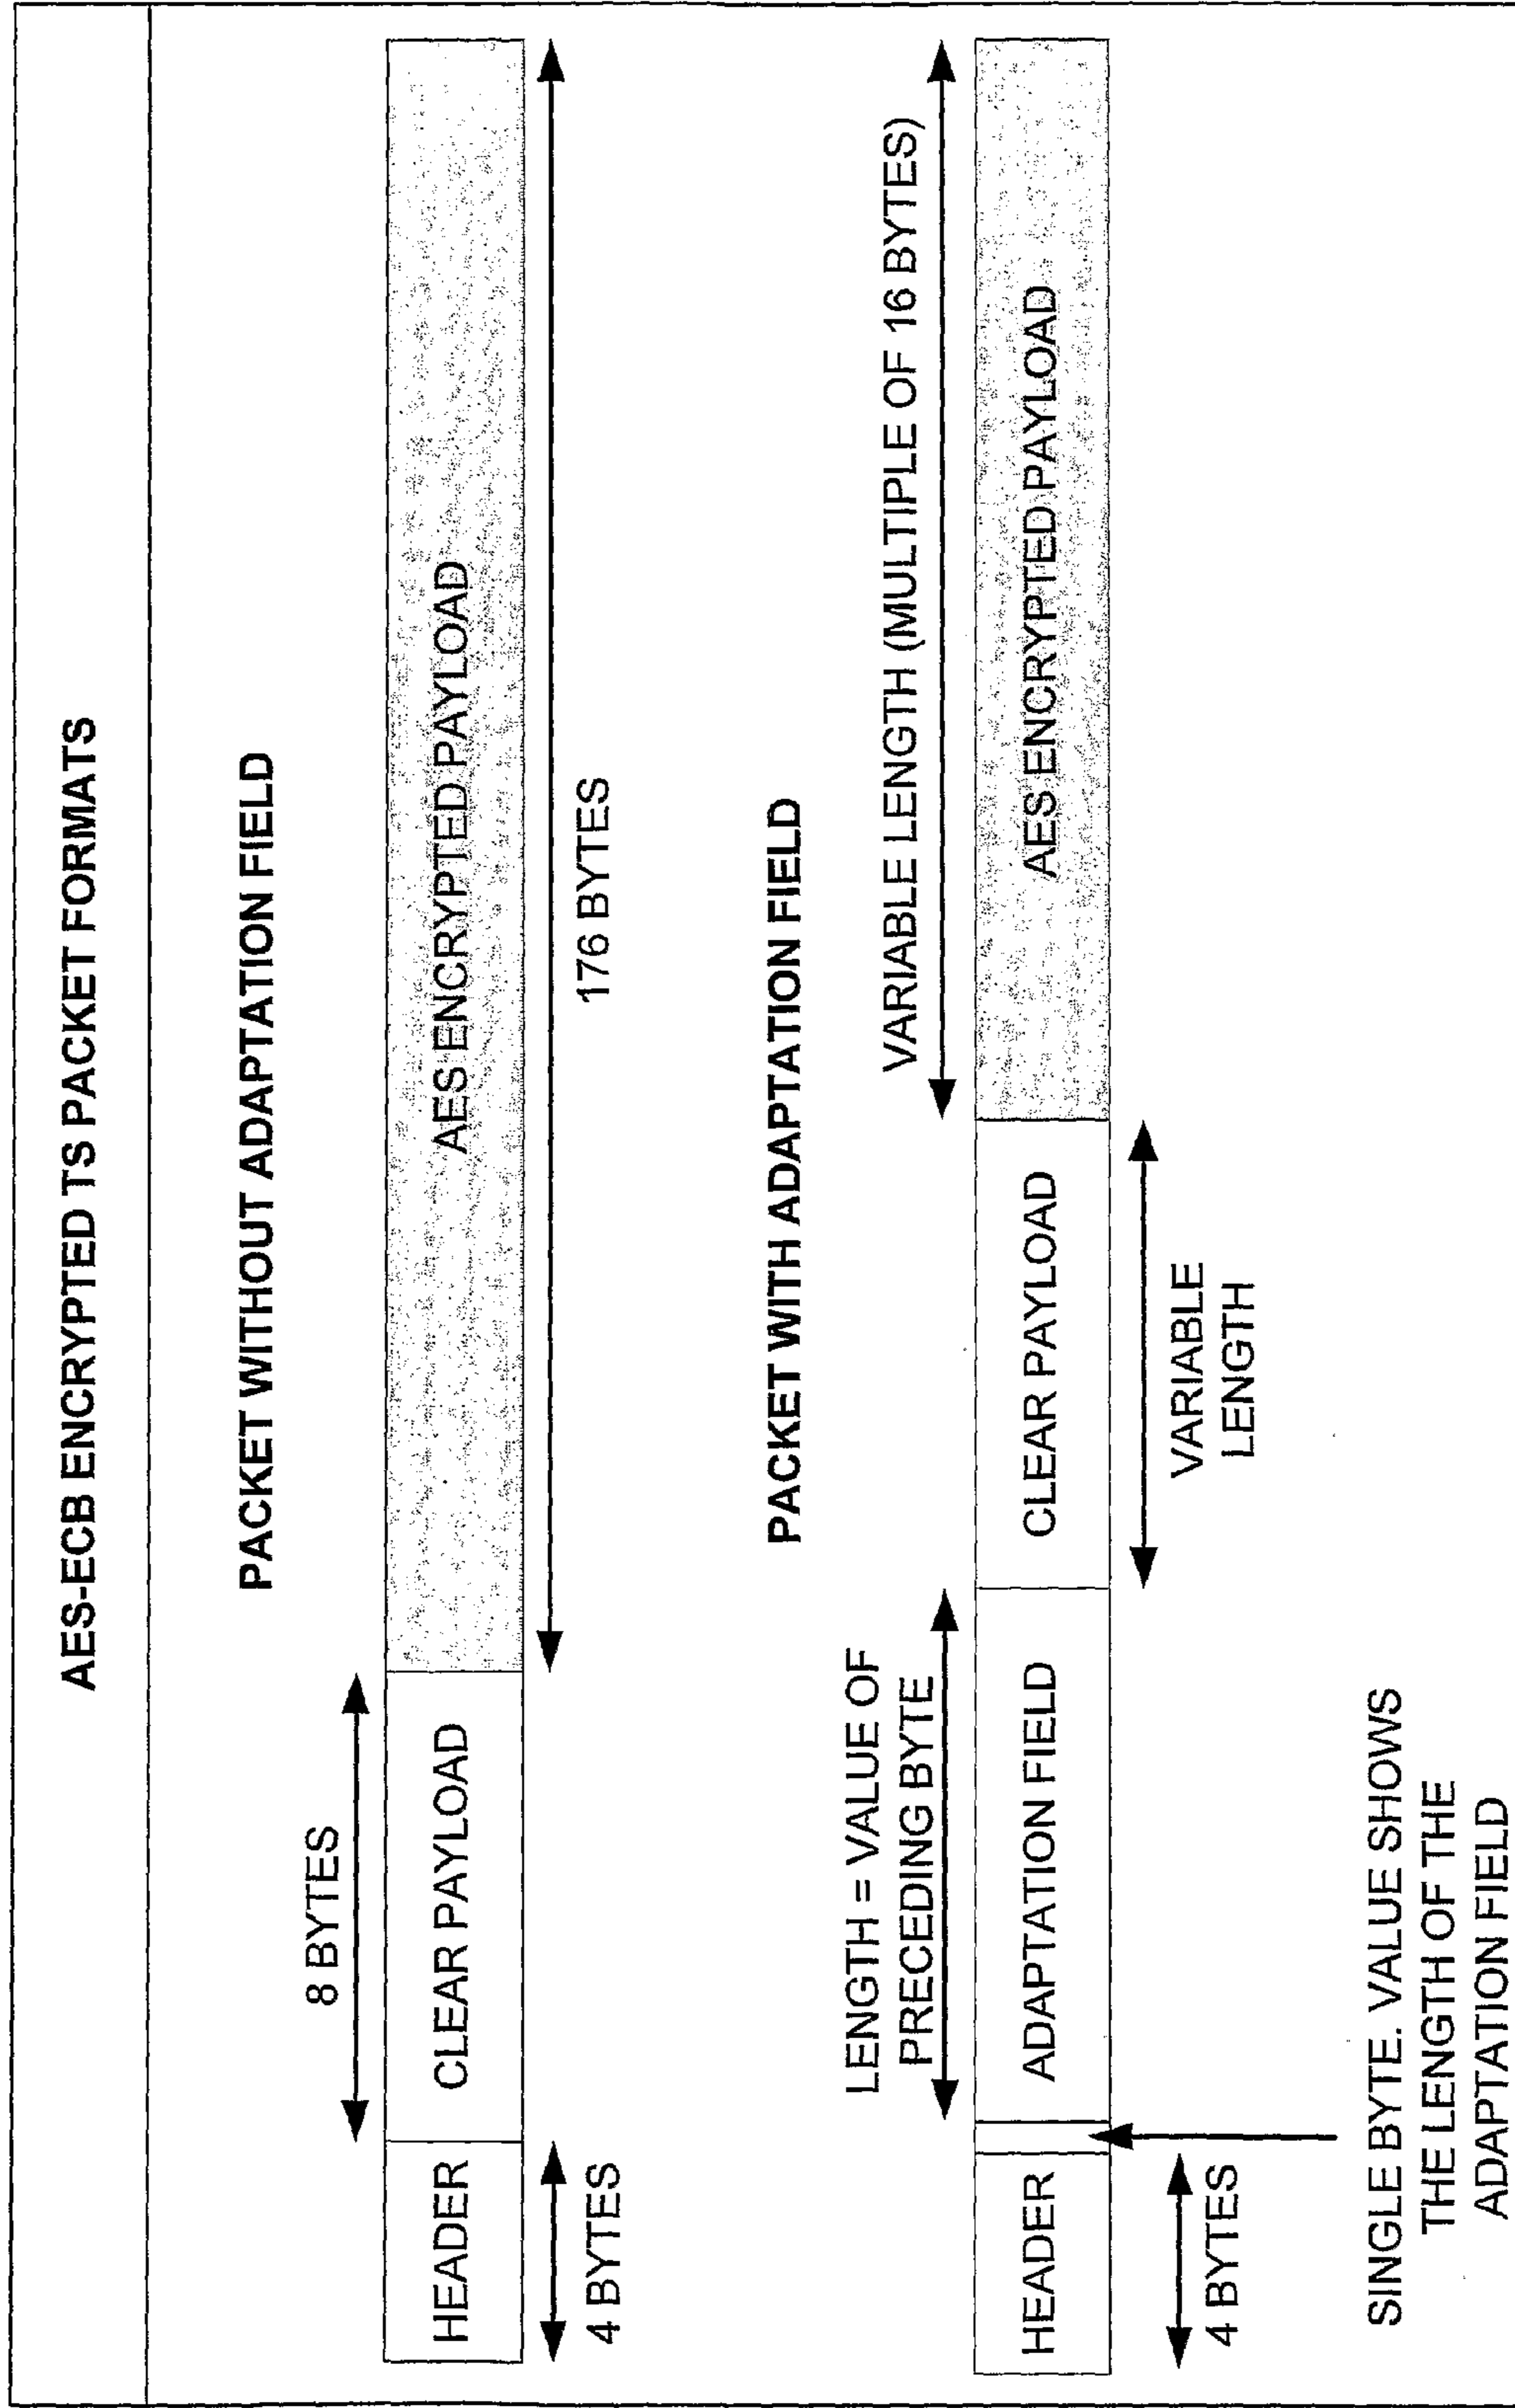 AES-ECB ENCRYPTED TS PACKET FORMATS
PACKET WITHOUT ADAPTATION FIELD
8 BYTES
HEADER
CLEAR PAYLOAD
AES ENCRYPTED PAYLOAD
4 BYTES
176 BYTES
PACKET WITH ADAPTATION FIELD
LENGTH = VALUE OF
PRECEDING BYTE
VARIABLE LENGTH (MULTIPLE OF 16 BYTES)
HEADER
ADAPTATION FIELD
CLEAR PAYLOAD
AES ENCRYPTED PAYLOAD
4 BYTES
VARIABLE
LENGTH
SINGLE BYTE. VALUE SHOWS
THE LENGTH OF THE
ADAPTATION FIELD